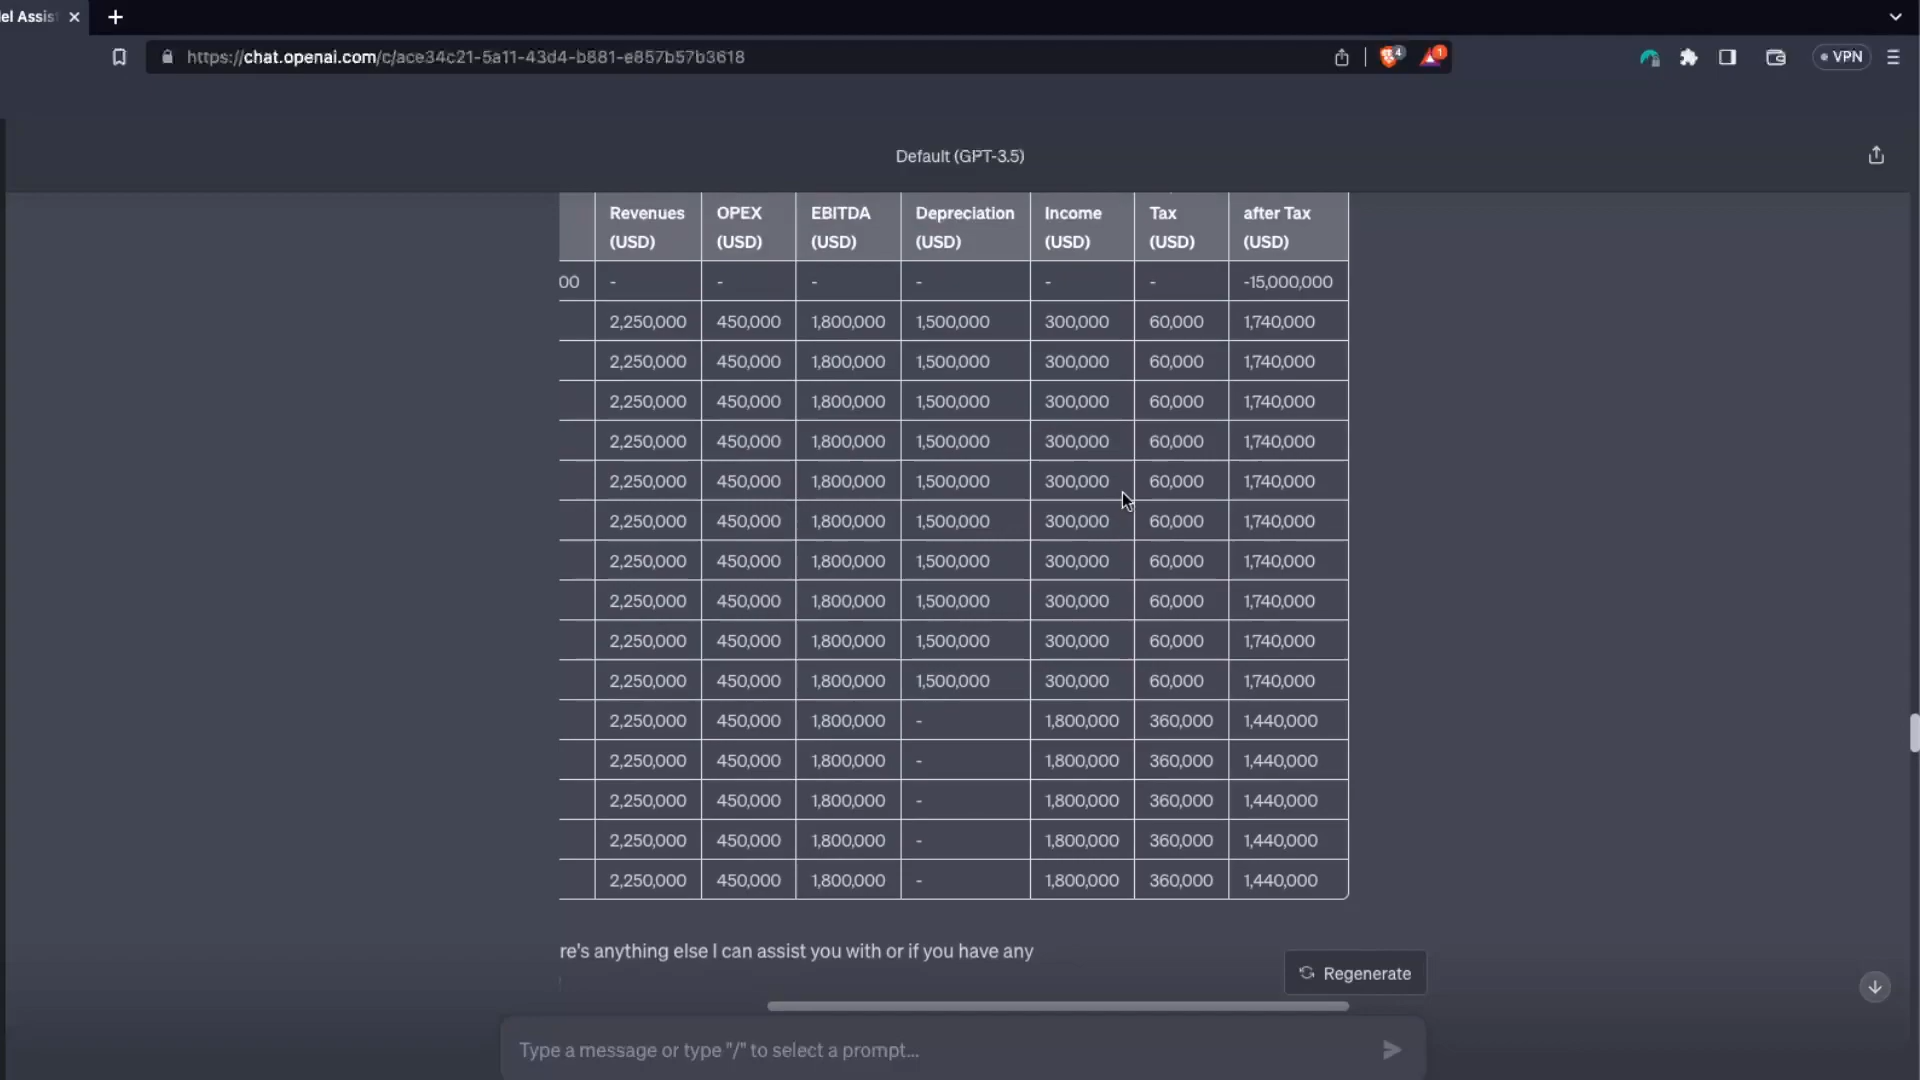 el Assis
https://chat.openai.com/c/ace34c21-5a11-43d4-b881-e857b57b3618
4
1
VPN
Default (GPT-3.5)
Revenues (USD) OPEX (USD) EBITDA (USD) Depreciation (USD) Income (USD) Tax (USD) after Tax (USD)
00 - - - - - - -15,000,000
2,250,000 450,000 1,800,000 1,500,000 300,000 60,000 1,740,000
2,250,000 450,000 1,800,000 1,500,000 300,000 60,000 1,740,000
2,250,000 450,000 1,800,000 1,500,000 300,000 60,000 1,740,000
2,250,000 450,000 1,800,000 1,500,000 300,000 60,000 1,740,000
2,250,000 450,000 1,800,000 1,500,000 300,000 60,000 1,740,000
2,250,000 450,000 1,800,000 1,500,000 300,000 60,000 1,740,000
2,250,000 450,000 1,800,000 1,500,000 300,000 60,000 1,740,000
2,250,000 450,000 1,800,000 1,500,000 300,000 60,000 1,740,000
2,250,000 450,000 1,800,000 1,500,000 300,000 60,000 1,740,000
2,250,000 450,000 1,800,000 1,500,000 300,000 60,000 1,740,000
2,250,000 450,000 1,800,000 - 1,800,000 360,000 1,440,000
2,250,000 450,000 1,800,000 - 1,800,000 360,000 1,440,000
2,250,000 450,000 1,800,000 - 1,800,000 360,000 1,440,000
2,250,000 450,000 1,800,000 - 1,800,000 360,000 1,440,000
2,250,000 450,000 1,800,000 - 1,800,000 360,000 1,440,000
re's anything else I can assist you with or if you have any
Regenerate
Type a message or type "/" to select a prompt...